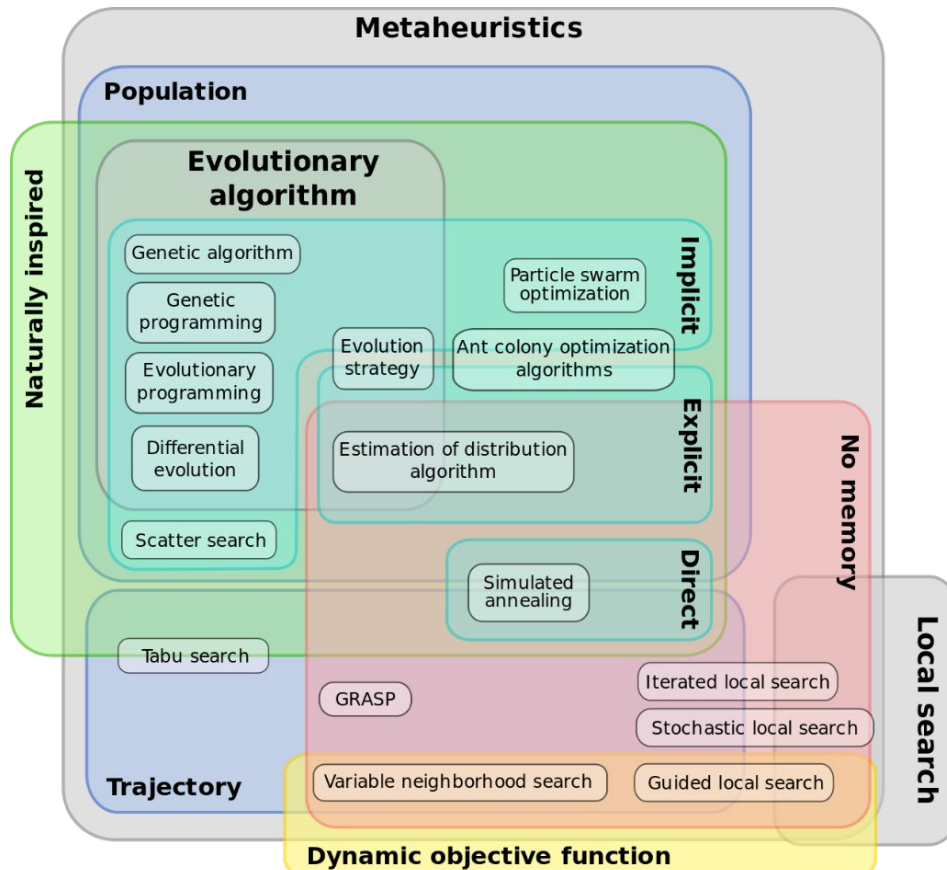 Metaheuristics
Population
Naturally inspired
Evolutionary
algorithm
Implicit
Genetic algorithm
Particle swarm
optimization
Genetic
programming
Evolution
strategy
Ant colony optimization
algorithms
Evolutionary
programming
Explicit
Differential
evolution
Estimation of distribution
algorithm
No memory
Scatter search
Direct
Simulated
annealing
Local search
Tabu search
GRASP
Iterated local search
Stochastic local search
Trajectory
Variable neighborhood search
Guided local search
Dynamic objective function